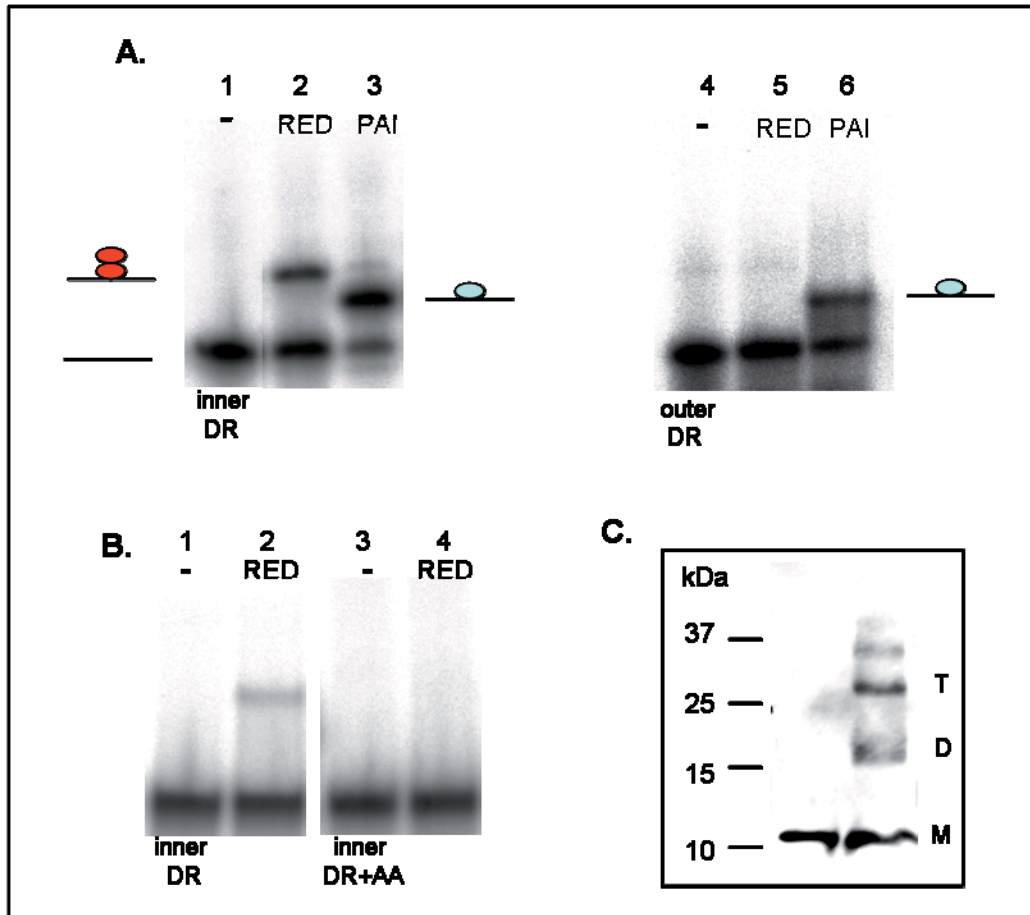 A.
1 2 3 4 5 6
- RED PAI - RED PAI
inner outer
DR DR
B. 1 2 3 4 C.
- RED - RED
kDa
37
T
25
D
15
M
10
inner inner
DR DR+AA